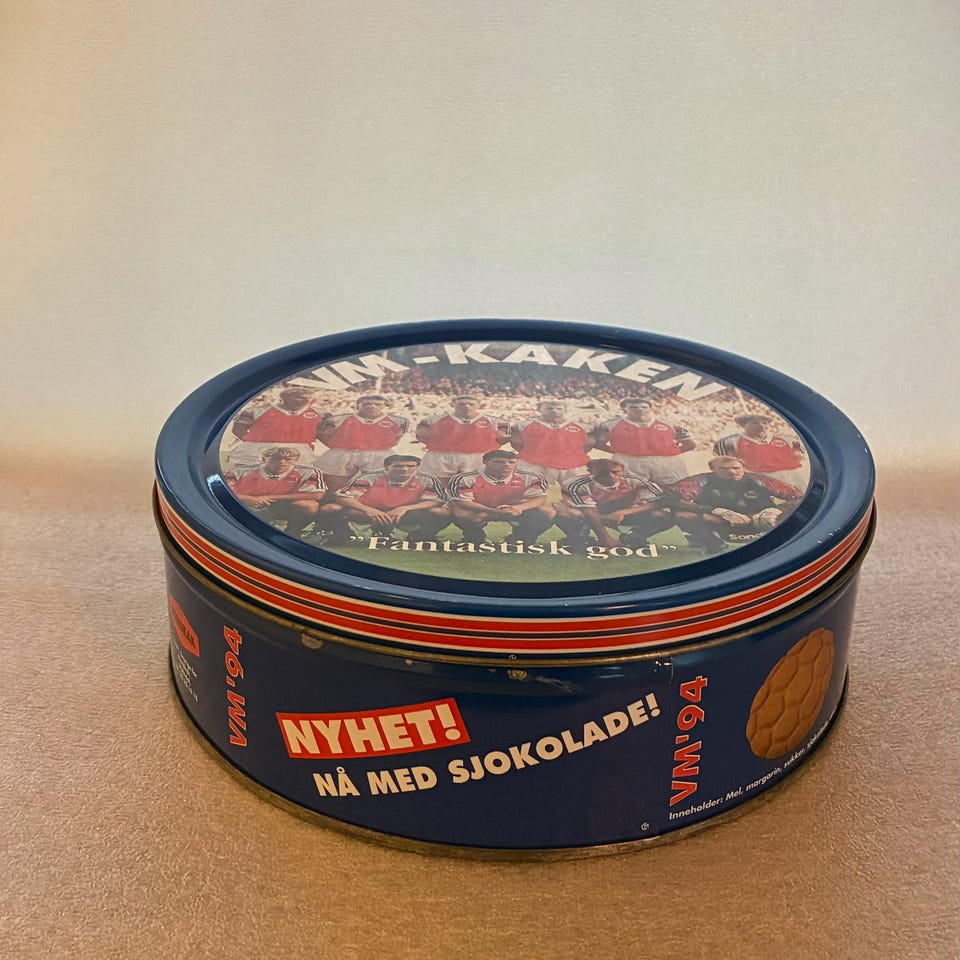 VM-KAKEN
"Fantastisk god"
VM'94
NYHET!
NÅ MED SJOKOLADE!
VM'94
Inneholder: Mel, margarin, sukker,